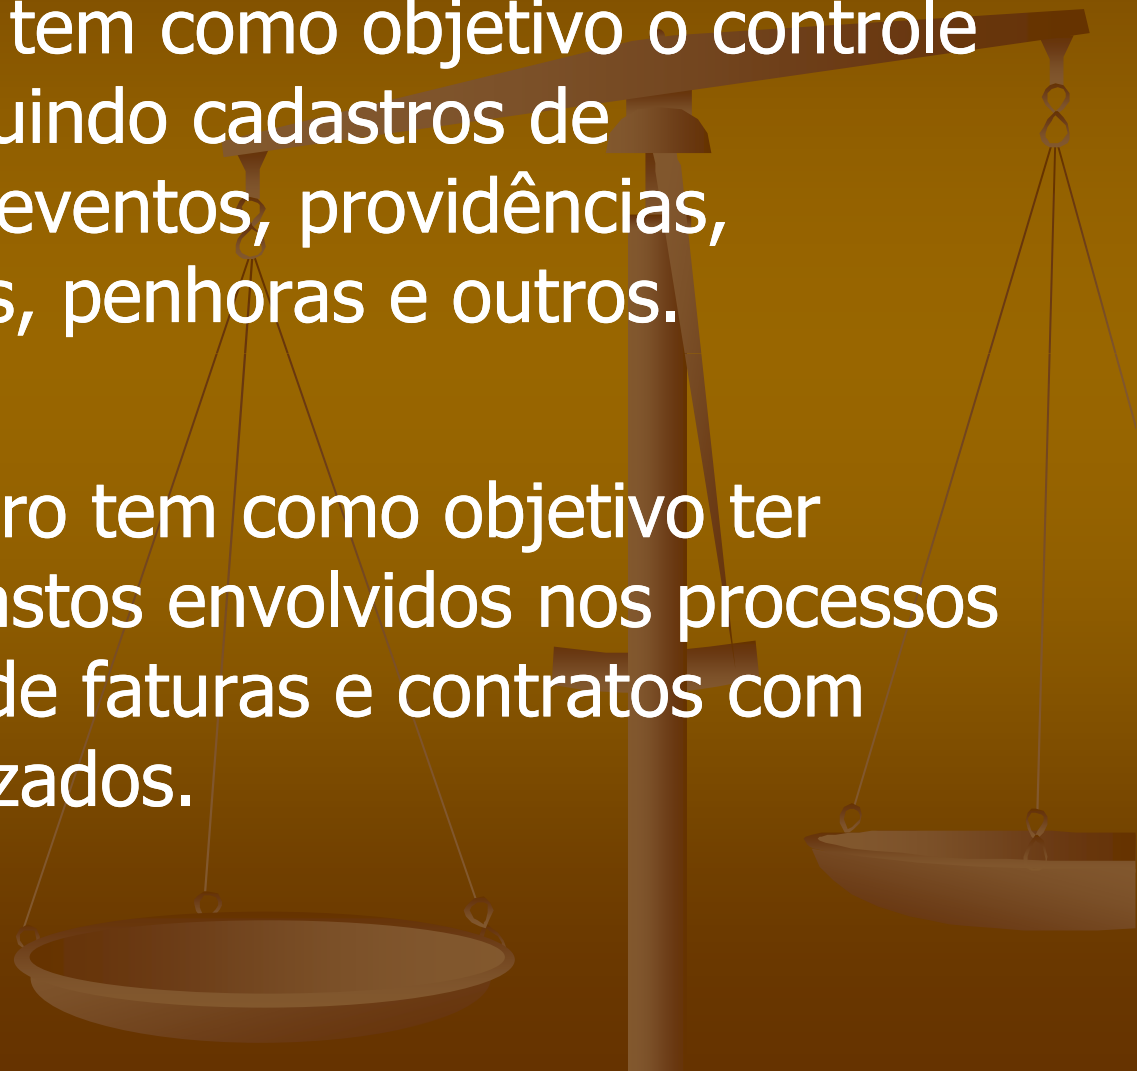 tem como objetivo o controle
uindo cadastros de
eventos, providências,
s, penhoras e outros.
ro tem como objetivo ter
astos envolvidos nos processos
de faturas e contratos com
zados.